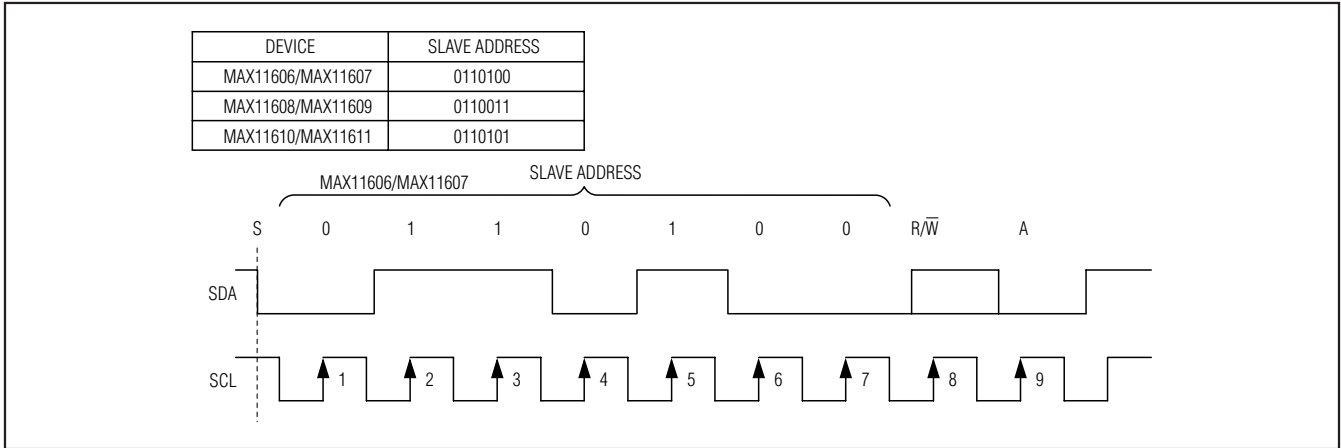 DEVICE SLAVE ADDRESS
MAX11606/MAX11607 0110100
MAX11608/MAX11609 0110011
MAX11610/MAX11611 0110101
SLAVE ADDRESS
MAX11606/MAX11607
S 0 1 1 0 1 0 0 R/W̅ A
SDA
SCL 1 2 3 4 5 6 7 8 9